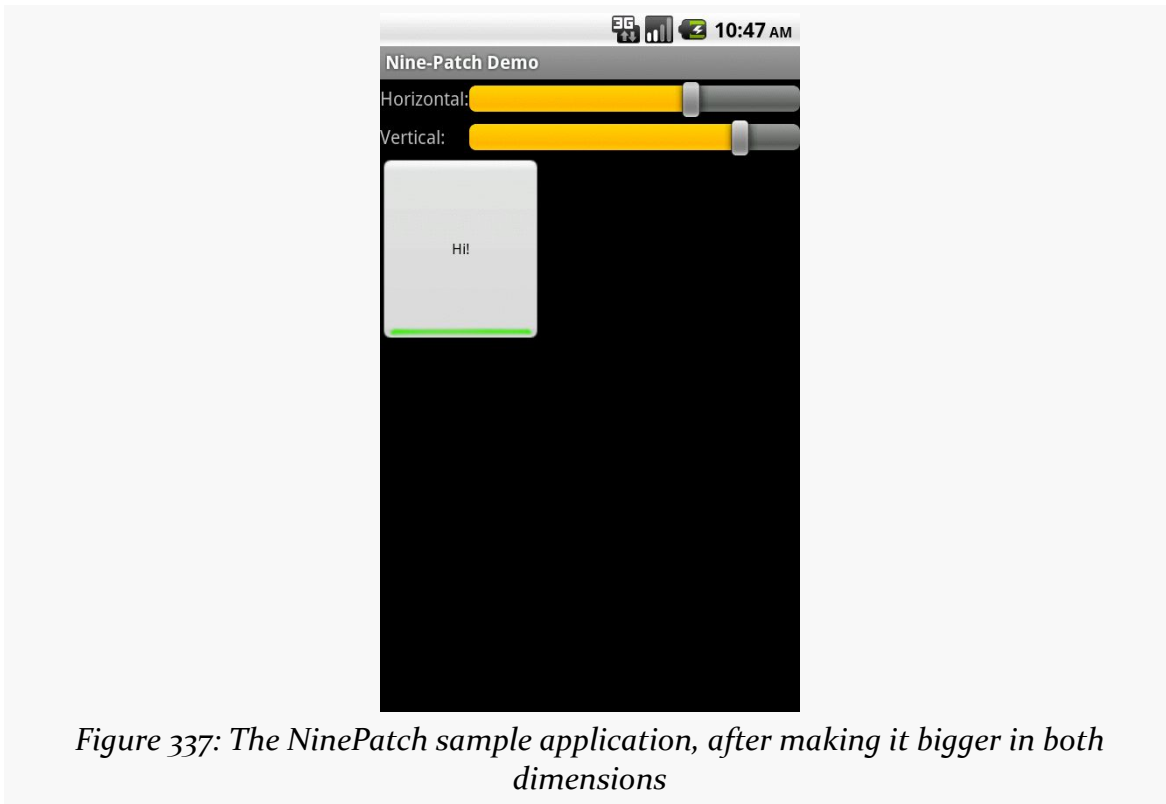 3G 10:47 AM
Nine-Patch Demo
Horizontal:
Vertical:
Hi!
Figure 337: The NinePatch sample application, after making it bigger in both
dimensions